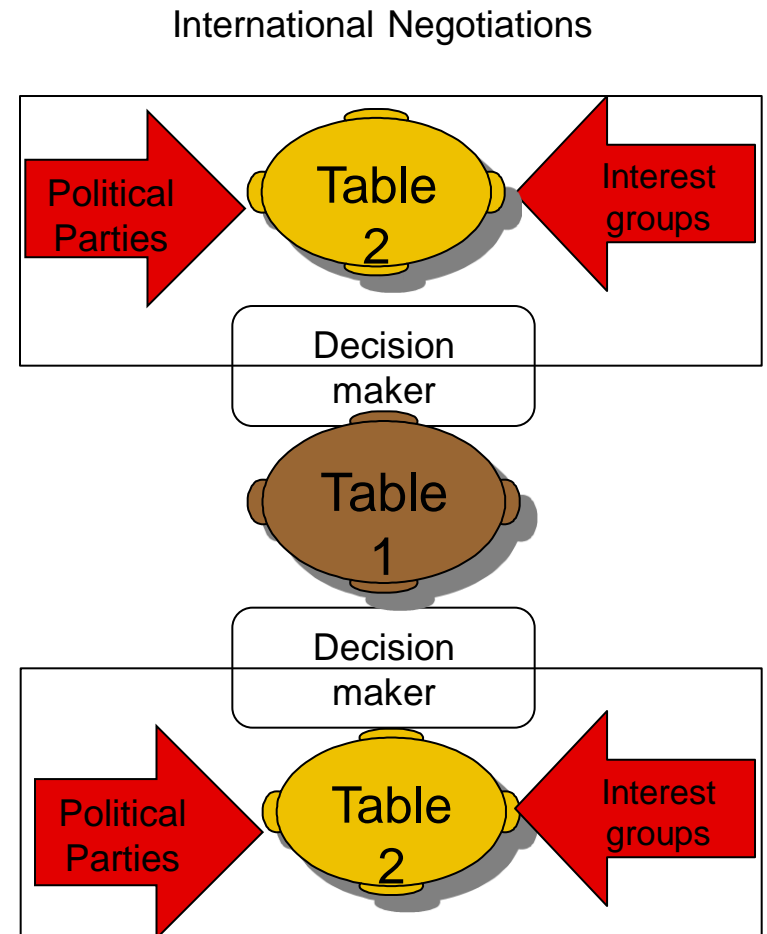 International Negotiations
Political
Parties
Table
2
Interest
groups
Decision
maker
Table
1
Decision
maker
Political
Parties
Table
2
Interest
groups